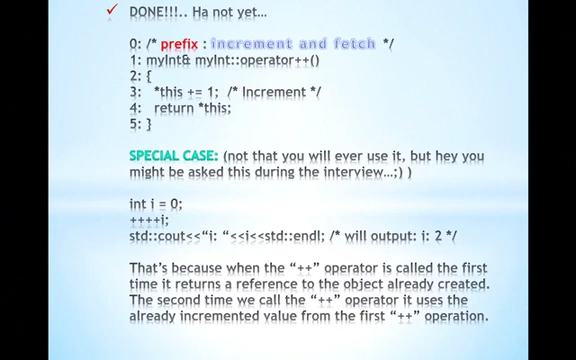 ✓ DONE!!!.. Ha not yet…
0: /* prefix : increment and fetch */
1: myInt& myInt::operator++()
2: {
3:  *this += 1;  /* Increment */
4:  return *this;
5: }
SPECIAL CASE: (not that you will ever use it, but hey you
might be asked this during the interview…;) )
int i = 0;
++++i;
std::cout<<“i: “<<i<<std::endl; /* will output: i: 2 */
That’s because when the “++” operator is called the first
time it returns a reference to the object already created.
The second time we call the “++” operator it uses the
already incremented value from the first “++” operation.